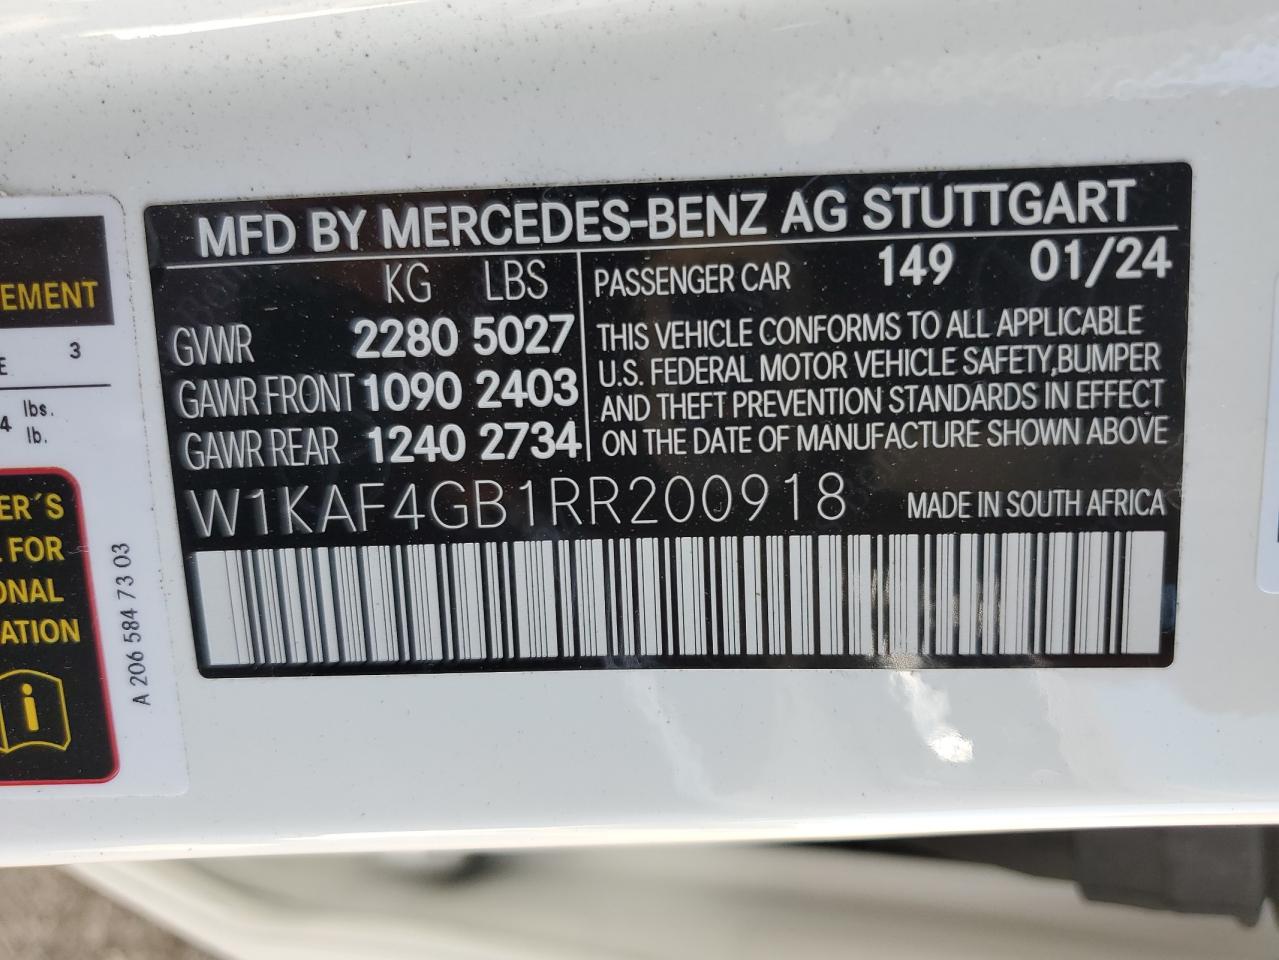 MFD BY MERCEDES-BENZ AG STUTTGART
KG LBS
GVWR 2280 5027
GAWR FRONT 1090 2403
GAWR REAR 1240 2734
PASSENGER CAR 149 01/24
THIS VEHICLE CONFORMS TO ALL APPLICABLE
U.S. FEDERAL MOTOR VEHICLE SAFETY,BUMPER
AND THEFT PREVENTION STANDARDS IN EFFECT
ON THE DATE OF MANUFACTURE SHOWN ABOVE
W1KAF4GB1RR200918 MADE IN SOUTH AFRICA
EMENT
E 3
4 lbs.
lb.
ER´S
FOR
ONAL
ATION
i
A 206 584 73 03